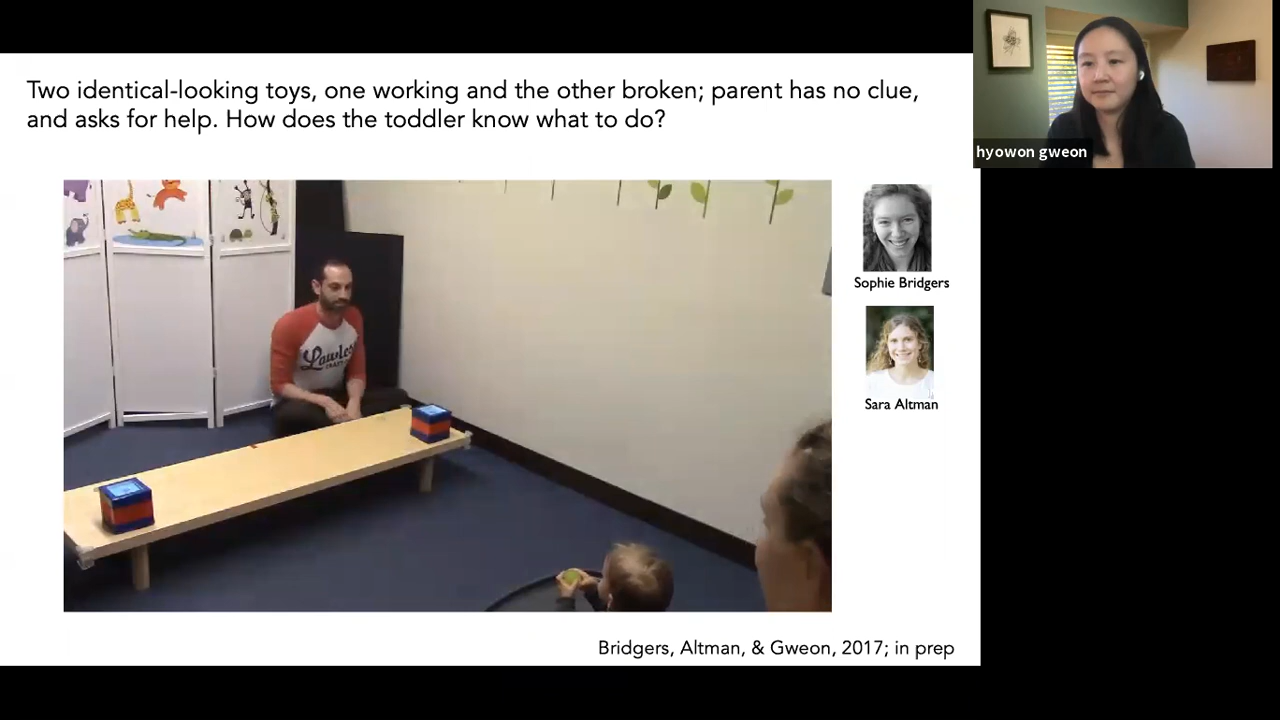 Two identical-looking toys, one working and the other broken; parent has no clue,
and asks for help. How does the toddler know what to do?
hyowon gweon
Lawless
Sophie Bridgers
Sara Altman
Bridgers, Altman, & Gweon, 2017; in prep